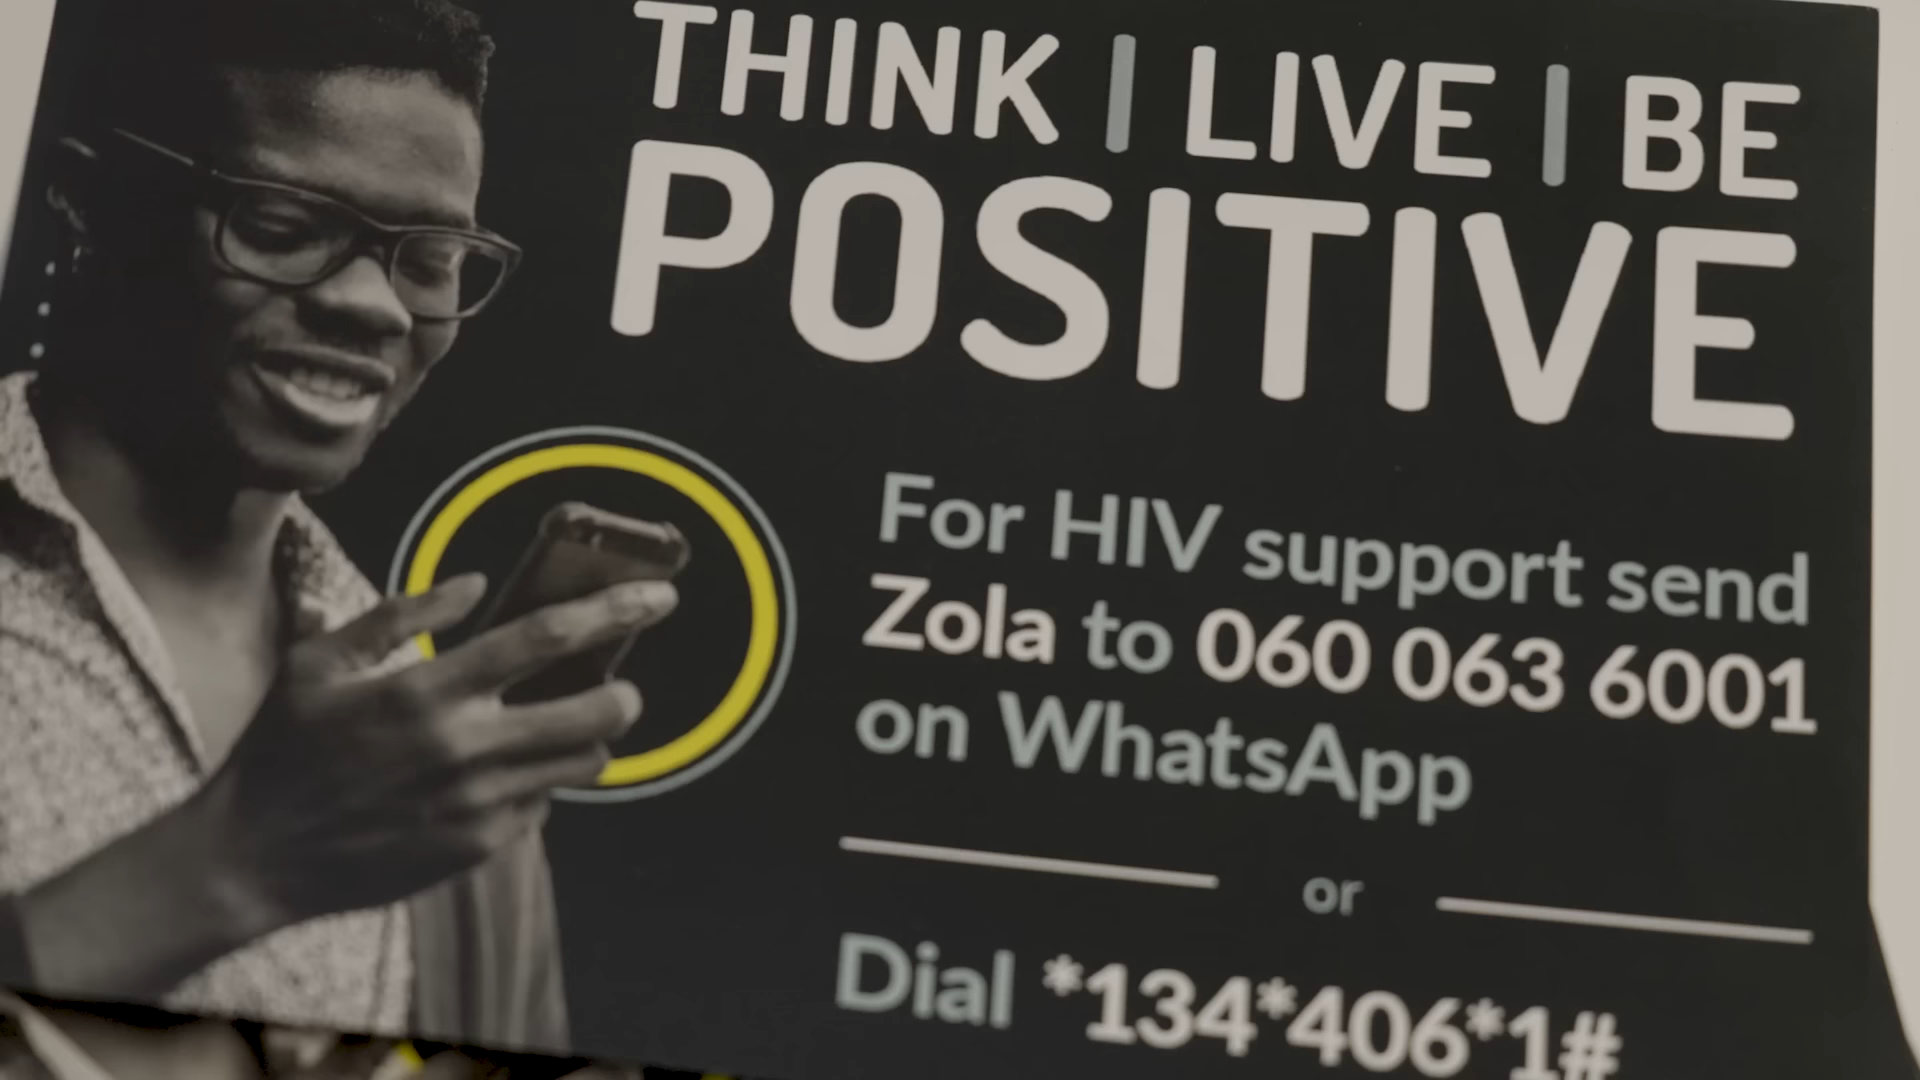 THINK | LIVE | BE
POSITIVE
For HIV support send
Zola to 060 063 6001
on WhatsApp
or
Dial *134*406*1#